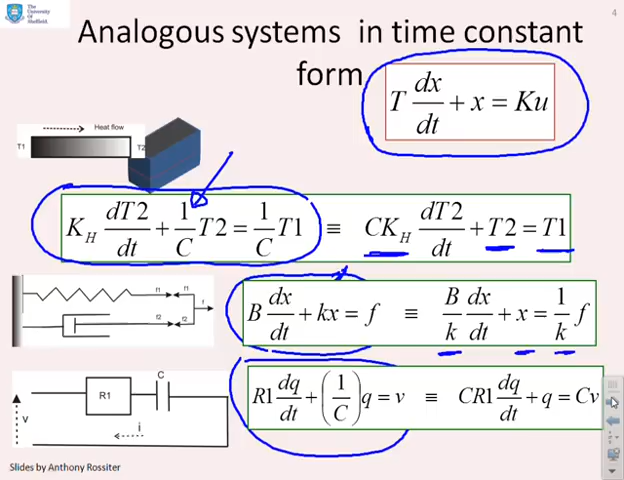 The
University
Of
Sheffield.
4
Analogous systems in time constant
form
T dx/dt + x = Ku
Heat flow
T1
T2
K_H dT2/dt + 1/C T2 = 1/C T1 ≡ CK_H dT2/dt + T2 = T1
f1 f1
f
f2 f2
B dx/dt + kx = f ≡ B/k dx/dt + x = 1/k f
C
R1
v
i
R1 dq/dt + (1/C) q = v ≡ CR1 dq/dt + q = Cv
Slides by Anthony Rossiter